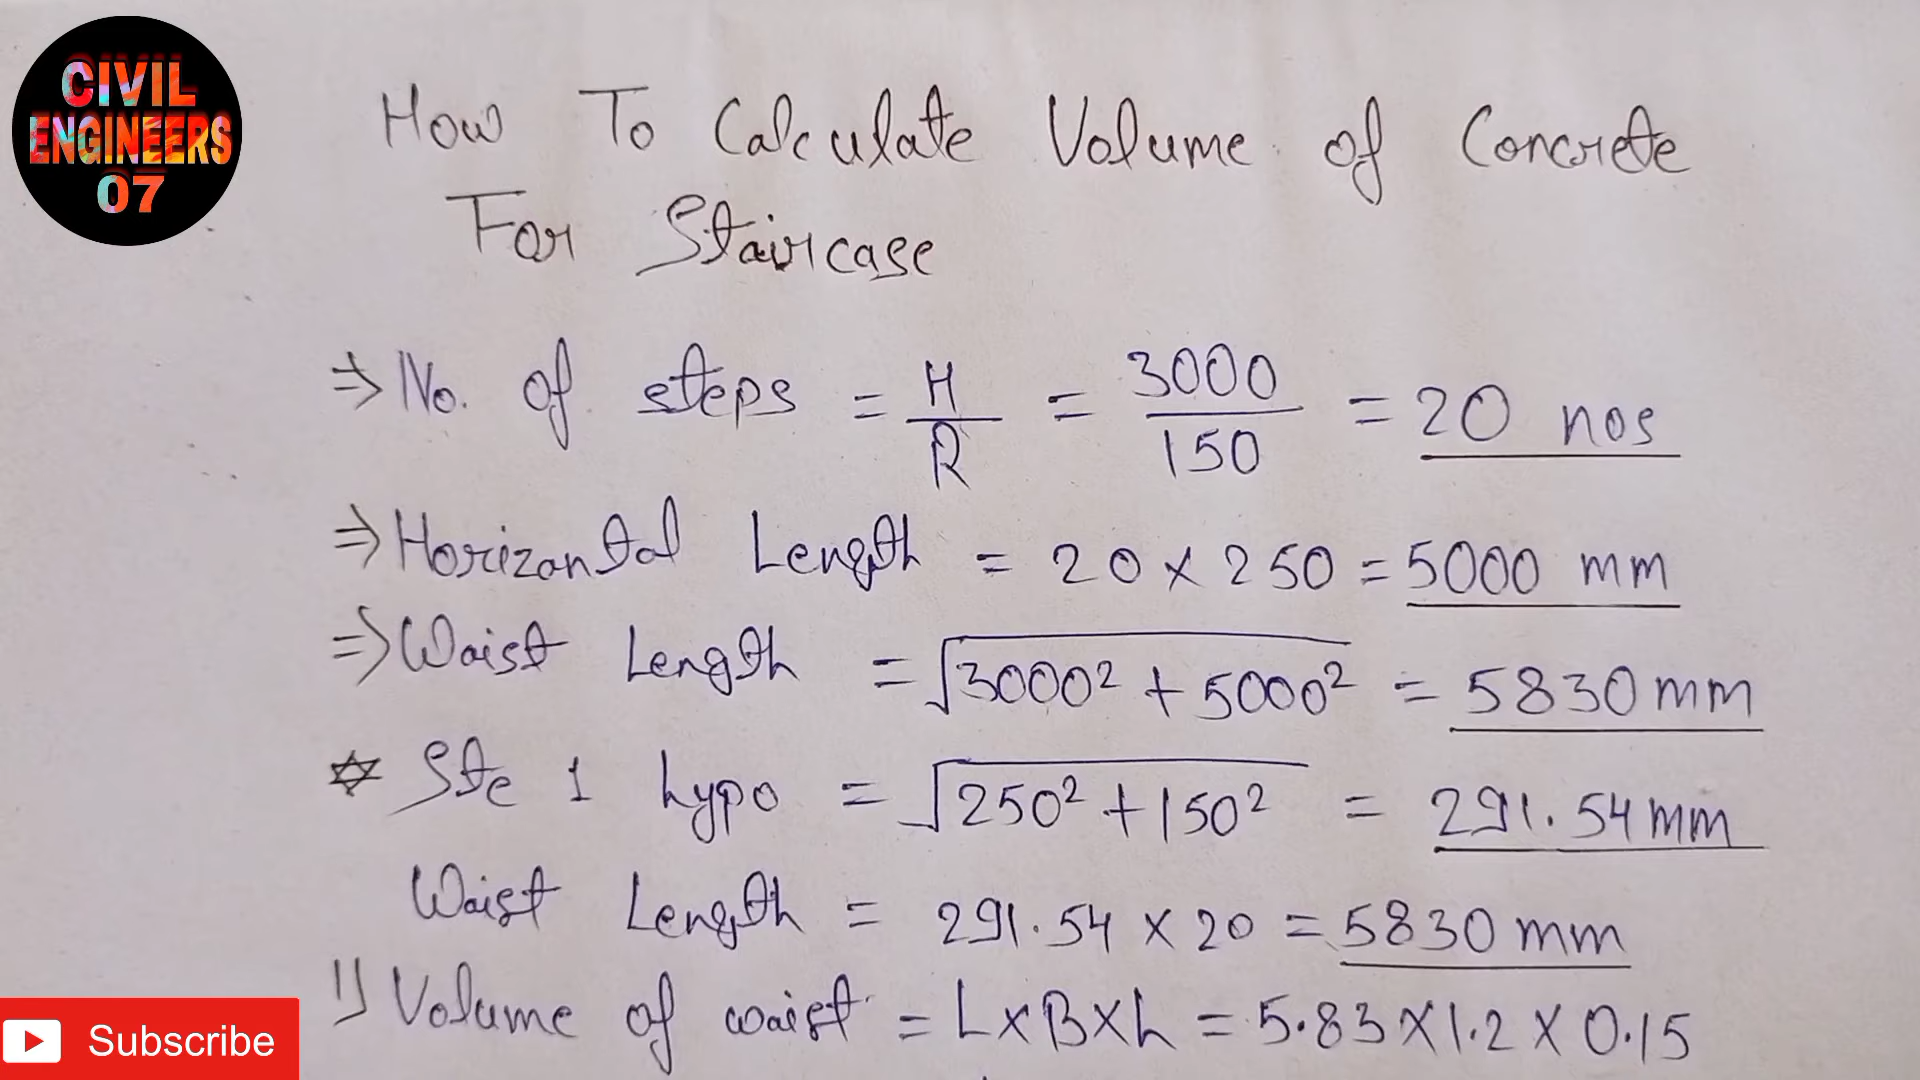 CIVIL
ENGINEERS
07
How To Calculate Volume of Concrete
For Staircase
⇒ No. of steps = H/R = 3000/150 = 20 nos
⇒ Horizontal Length = 20 × 250 = 5000 mm
⇒ Waist Length = √3000² + 5000² = 5830 mm
✡ Ste 1 hypo = √250² + 150² = 291.54 mm
Waist Length = 291.54 × 20 = 5830 mm
1) Volume of waist = L×B×h = 5.83×1.2×0.15
Subscribe